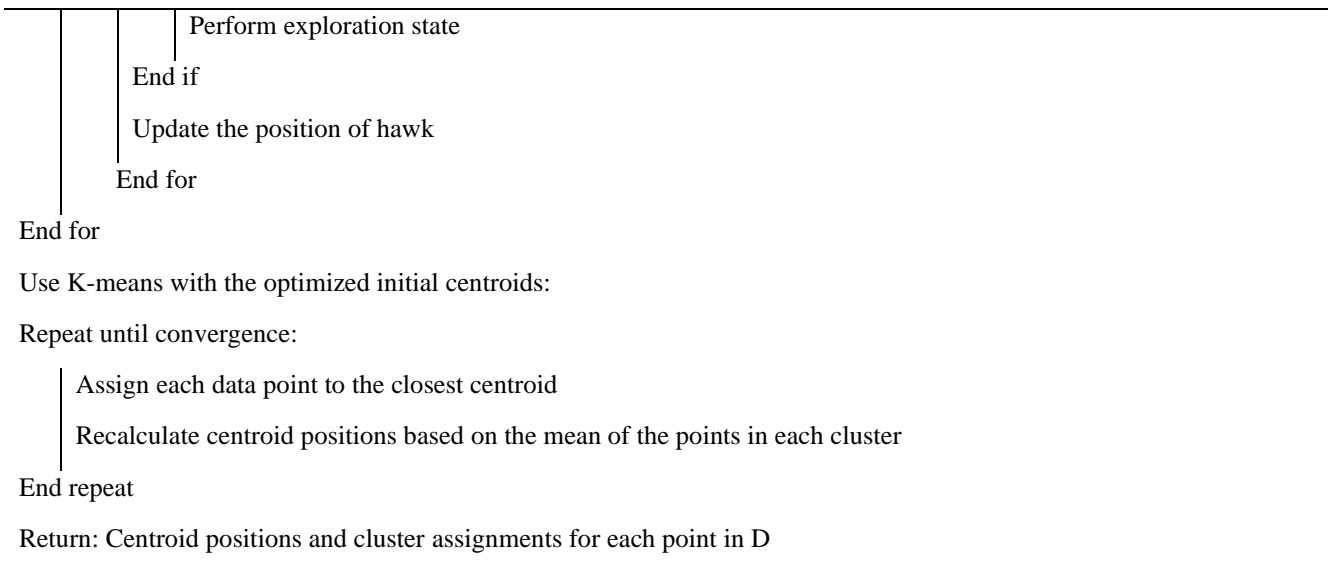 Perform exploration state
End if
Update the position of hawk
End for
End for
Use K-means with the optimized initial centroids:
Repeat until convergence:
Assign each data point to the closest centroid
Recalculate centroid positions based on the mean of the points in each cluster
End repeat
Return: Centroid positions and cluster assignments for each point in D